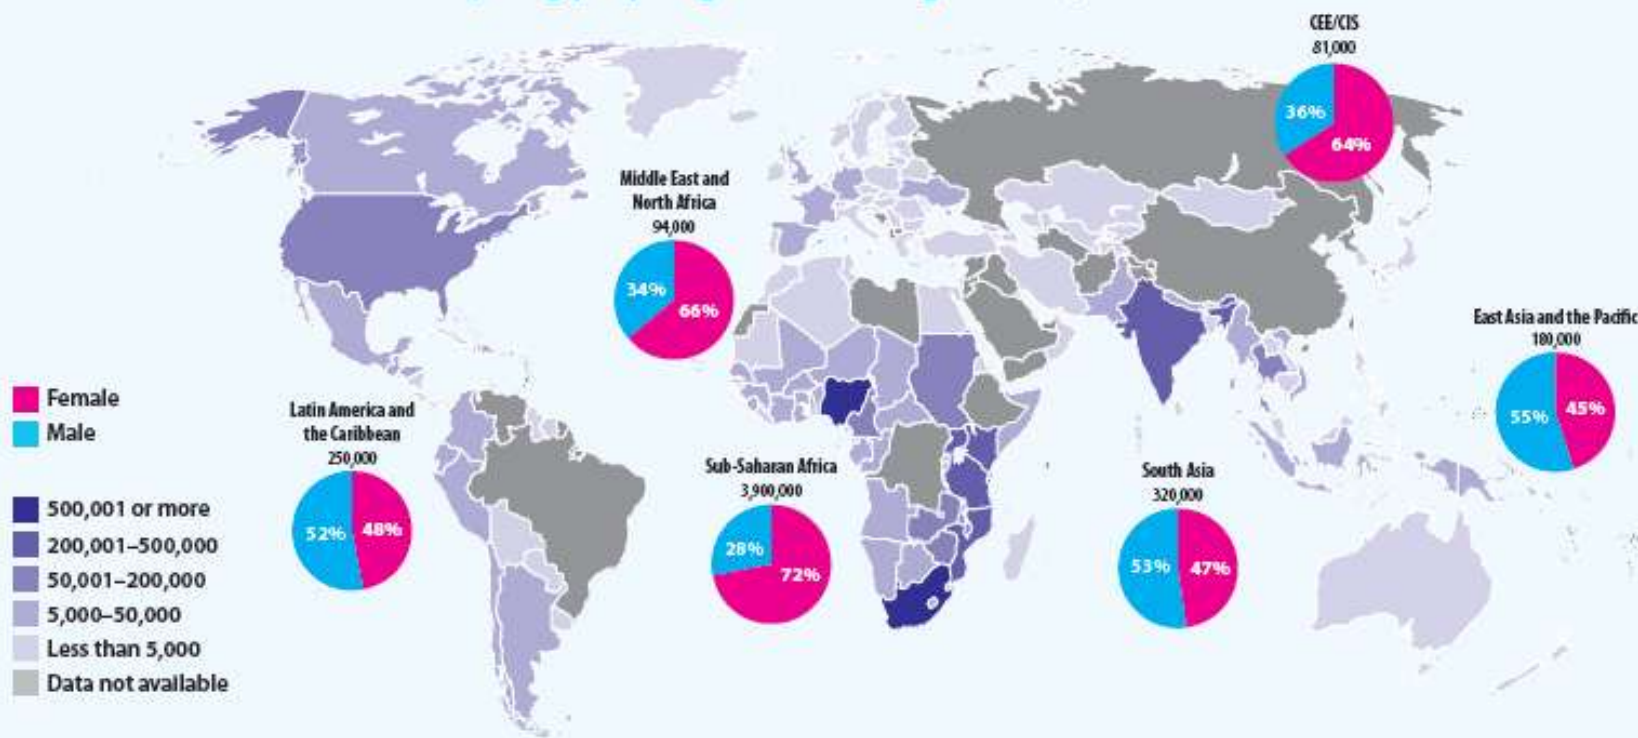 CEE/CIS
81,000
36%
64%
Middle East and
North Africa
94,000
34%
66%
East Asia and the Pacific
180,000
55%
45%
Female
Male
Latin America and
the Caribbean
250,000
52%
48%
Sub-Saharan Africa
3,900,000
28%
72%
South Asia
320,000
53%
47%
500,001 or more
200,001–500,000
50,001–200,000
5,000–50,000
Less than 5,000
Data not available